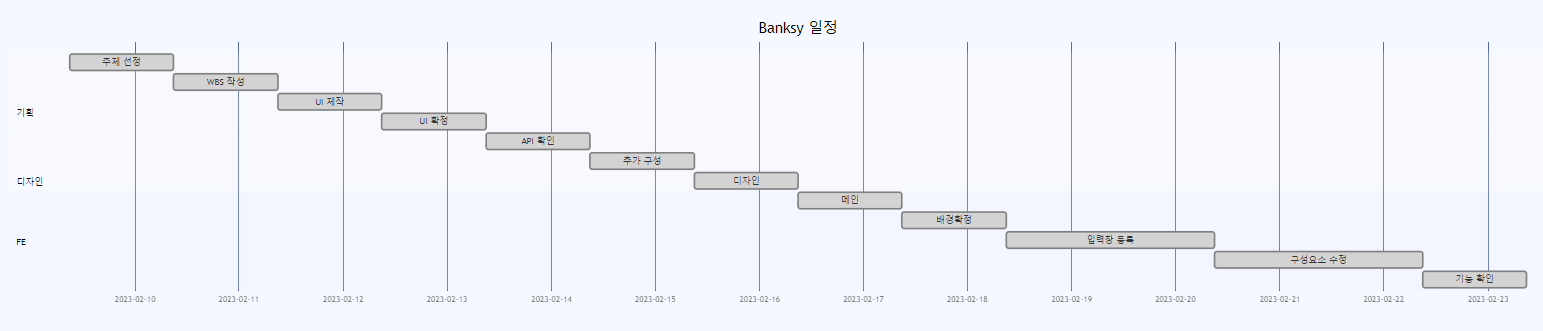 Banksy 일정
주제 선정
WBS 작성
UI 제작
기획
UI 확정
API 확인
추가 구성
디자인
디자인
메인
배경확정
FE
입력창 등록
구성요소 수정
기능 확인
2023-02-10
2023-02-11
2023-02-12
2023-02-13
2023-02-14
2023-02-15
2023-02-16
2023-02-17
2023-02-18
2023-02-19
2023-02-20
2023-02-21
2023-02-22
2023-02-23